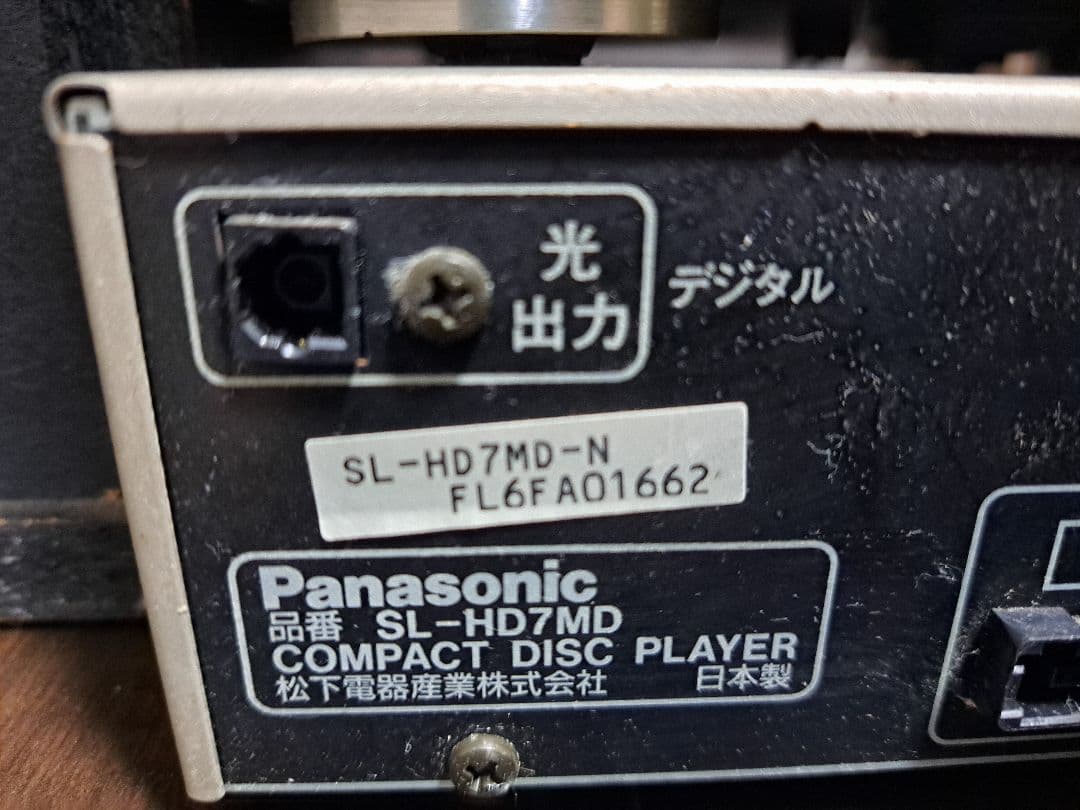 光
出力
デジタル
SL-HD7MD-N
FL6FA01662
Panasonic
品番 SL-HD7MD
COMPACT DISC PLAYER
松下電器産業株式会社 日本製